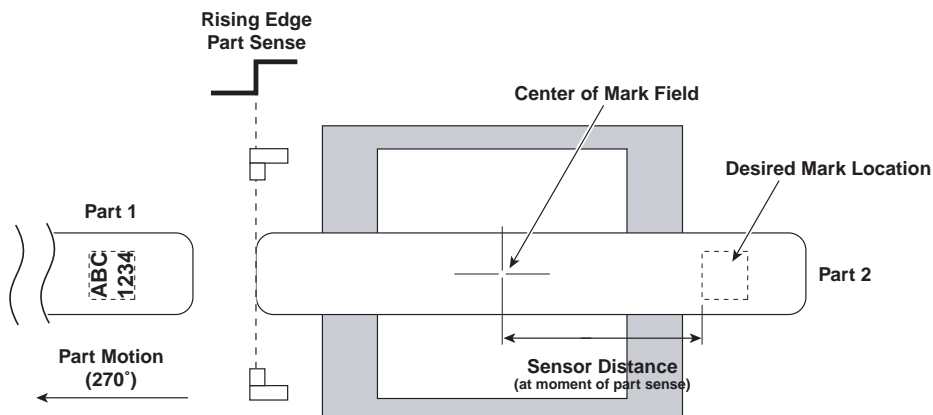 Rising Edge
Part Sense
Center of Mark Field
Desired Mark Location
Part 1
ABC
1234
Part 2
Part Motion
(270˚)
Sensor Distance
(at moment of part sense)